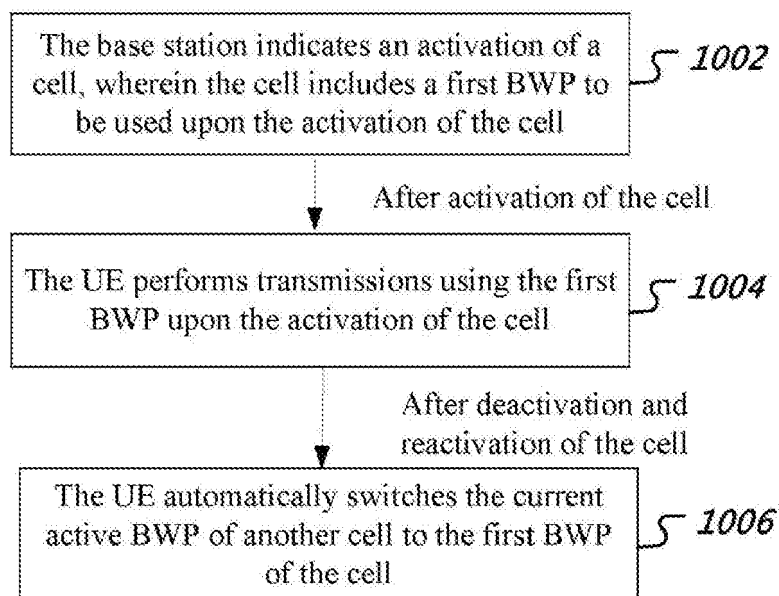 The base station indicates an activation of a
cell, wherein the cell includes a first BWP to
be used upon the activation of the cell
1002
After activation of the cell
The UE performs transmissions using the first
BWP upon the activation of the cell
1004
After deactivation and
reactivation of the cell
The UE automatically switches the current
active BWP of another cell to the first BWP
of the cell
1006